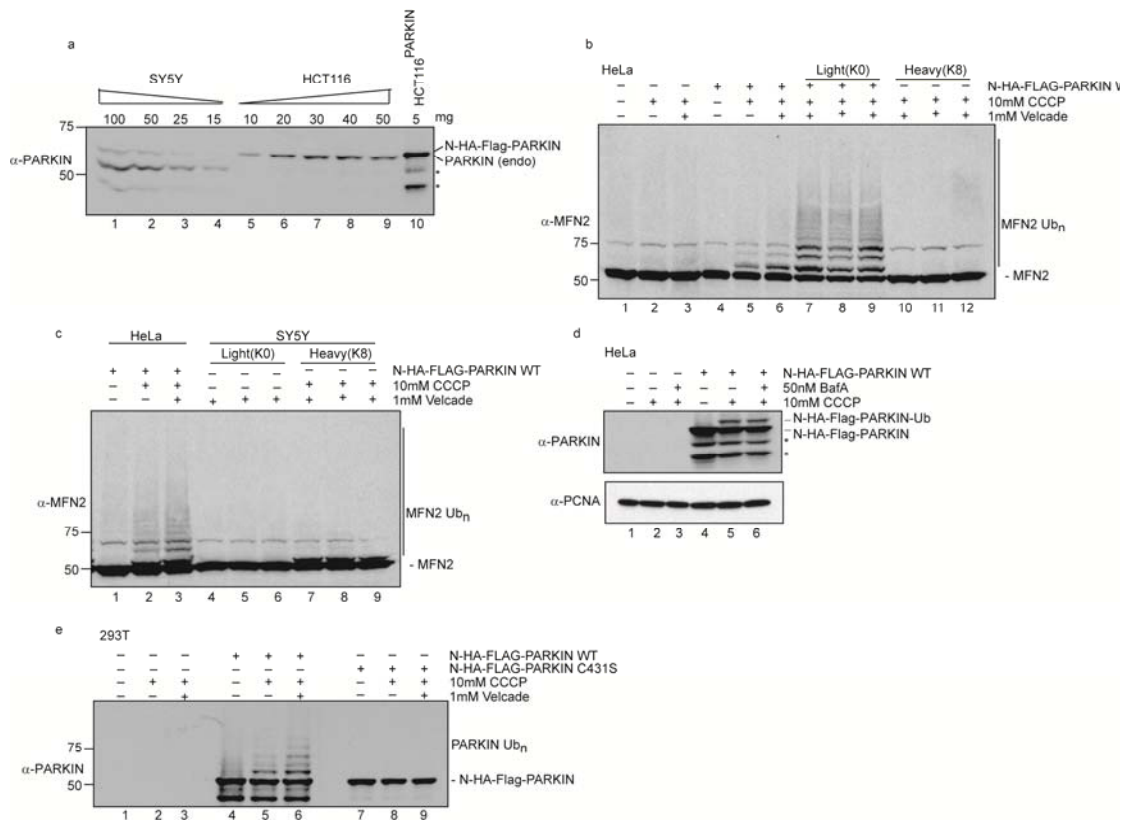 a
SY5Y
HCT116
HCT116PARKIN
100 50 25 15 10 20 30 40 50 mg 5
75
50
α-PARKIN
N-HA-Flag-PARKIN
PARKIN (endo)
*
*
1 2 3 4 5 6 7 8 9 10
b
HeLa
Light(K0) Heavy(K8)
– – – + + + + + + – – – N-HA-FLAG-PARKIN
– + + – + + + + + + + + 10mM CCCP
– – + – – + + + + + + + 1mM Velcade
α-MFN2
75
50
MFN2 Ubn
- MFN2
1 2 3 4 5 6 7 8 9 10 11 12
c
HeLa SY5Y
Light(K0) Heavy(K8)
+ + + – – – – – – N-HA-FLAG-PARKIN WT
– + + – – – + + + 10mM CCCP
– – + + + + + + + 1mM Velcade
α-MFN2
75
50
MFN2 Ubn
- MFN2
1 2 3 4 5 6 7 8 9
d
HeLa
– – – + + + N-HA-FLAG-PARKIN WT
– – + – – + 50nM BafA
– + + – + + 10mM CCCP
N-HA-Flag-PARKIN-Ub
N-HA-Flag-PARKIN
α-PARKIN
*
α-PCNA
1 2 3 4 5 6
e
293T
– – – + + + N-HA-FLAG-PARKIN WT
– – – – – – + + + N-HA-FLAG-PARKIN C431S
– + + – + + – + + 10mM CCCP
– – + – – + – – + 1mM Velcade
75
50
α-PARKIN
PARKIN Ubn
- N-HA-Flag-PARKIN
1 2 3 4 5 6 7 8 9